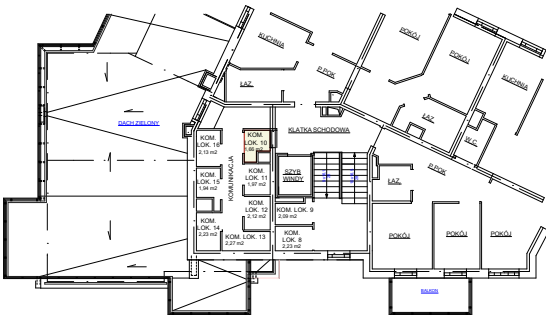 KUCHNIA
POKÓJ
POKÓJ
KUCHNIA
P.POK
ŁAZ.
ŁAZ.
W.C.
DACH ZIELONY
KLATKA SCHODOWA
KOM.
LOK. 16
2,13 m2
KOM.
LOK. 10
1,66 m2
KOMUNIKACJA
KOM.
LOK. 15
1,94 m2
KOM.
LOK. 11
1,97 m2
SZYB
WINDY
P.POK
ŁAZ.
KOM.
LOK. 12
2,12 m2
KOM.
LOK. 14
2,23 m2
KOM. LOK. 9
2,09 m2
KOM. LOK. 13
2,27 m2
KOM.
LOK. 8
2,23 m2
POKÓJ
POKÓJ
POKÓJ
BALKON